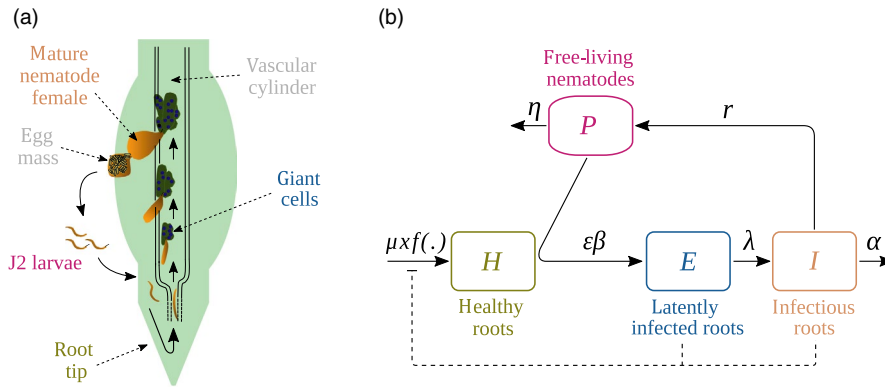 (a)
Mature
nematode
female
Egg
mass
J2 larvae
Root
tip
Vascular
cylinder
Giant
cells
(b)
Free-living
nematodes
η
P
r
μxf(.)
H
εβ
E
λ
I
α
Healthy
roots
Latently
infected roots
Infectious
roots